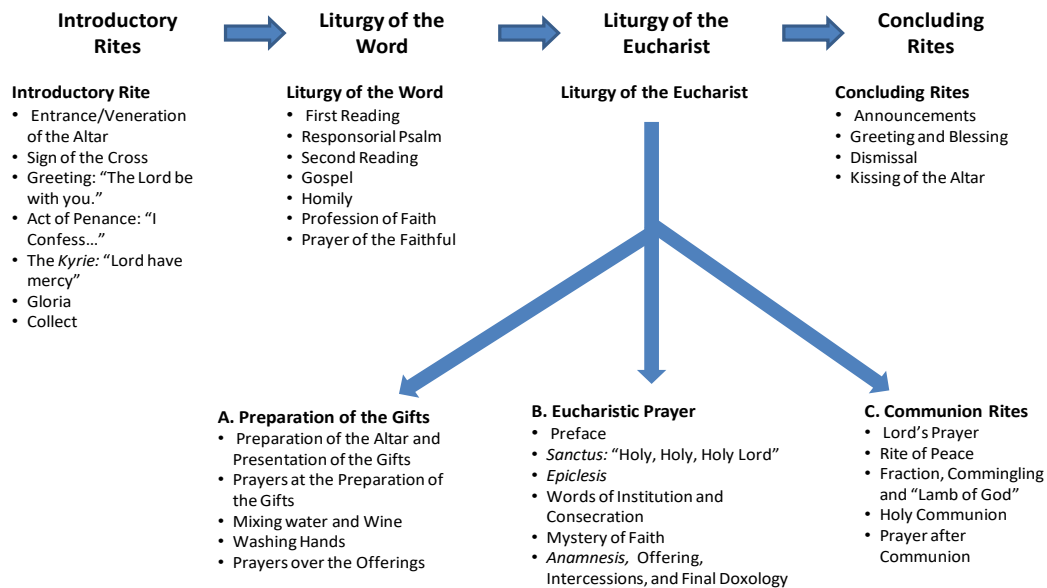 Introductory
Rites
Liturgy of the
Word
Liturgy of the
Eucharist
Concluding
Rites
Introductory Rite
• Entrance/Veneration
of the Altar
• Sign of the Cross
• Greeting: “The Lord be
with you.”
• Act of Penance: “I
Confess…”
• The Kyrie: “Lord have
mercy”
• Gloria
• Collect
Liturgy of the Word
• First Reading
• Responsorial Psalm
• Second Reading
• Gospel
• Homily
• Profession of Faith
• Prayer of the Faithful
Liturgy of the Eucharist
Concluding Rites
• Announcements
• Greeting and Blessing
• Dismissal
• Kissing of the Altar
A. Preparation of the Gifts
• Preparation of the Altar and
Presentation of the Gifts
• Prayers at the Preparation of
the Gifts
• Mixing water and Wine
• Washing Hands
• Prayers over the Offerings
B. Eucharistic Prayer
• Preface
• Sanctus: “Holy, Holy, Holy Lord”
• Epiclesis
• Words of Institution and
Consecration
• Mystery of Faith
• Anamnesis, Offering,
Intercessions, and Final Doxology
C. Communion Rites
• Lord’s Prayer
• Rite of Peace
• Fraction, Commingling
and “Lamb of God”
• Holy Communion
• Prayer after
Communion